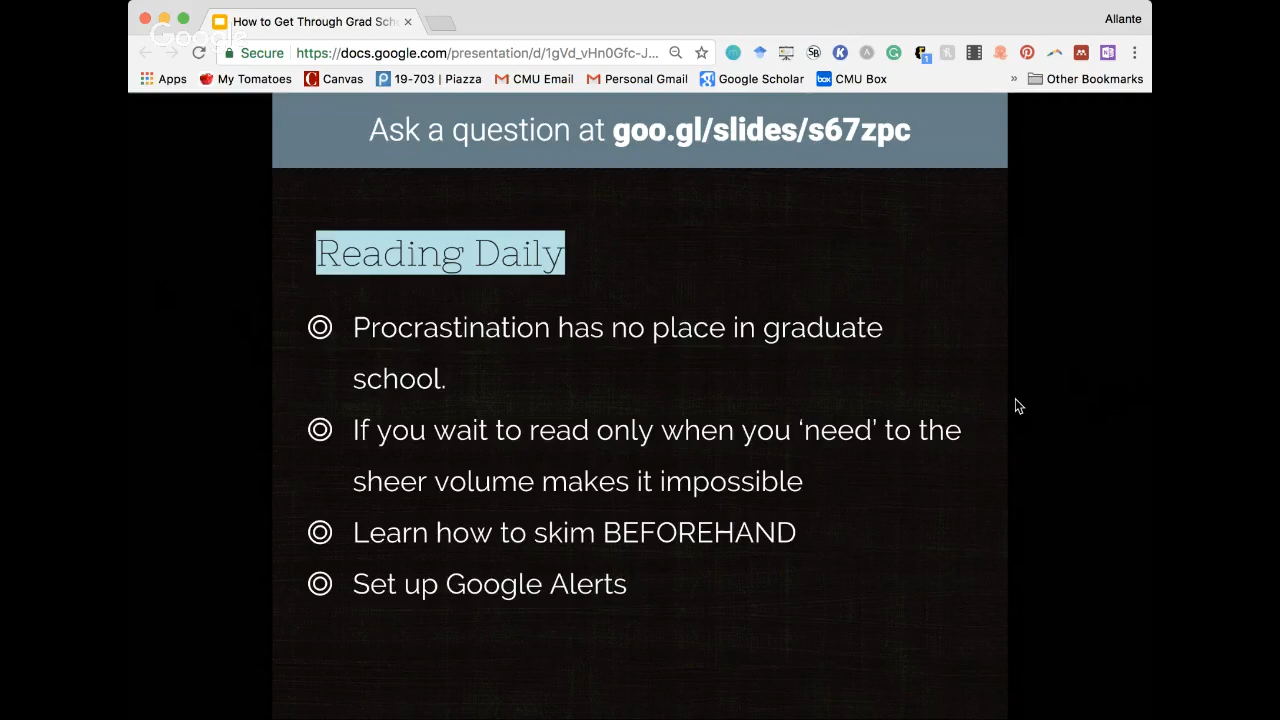 How to Get Through Grad Scho
Allante
Google
Secure
https://docs.google.com/presentation/d/1gVd_vHn0Gfc-J...
Apps
My Tomatoes
Canvas
19-703 | Piazza
CMU Email
Personal Gmail
Google Scholar
box
CMU Box
»
Other Bookmarks
Ask a question at goo.gl/slides/s67zpc
Reading Daily
Procrastination has no place in graduate
school.
If you wait to read only when you ‘need’ to the
sheer volume makes it impossible
Learn how to skim BEFOREHAND
Set up Google Alerts